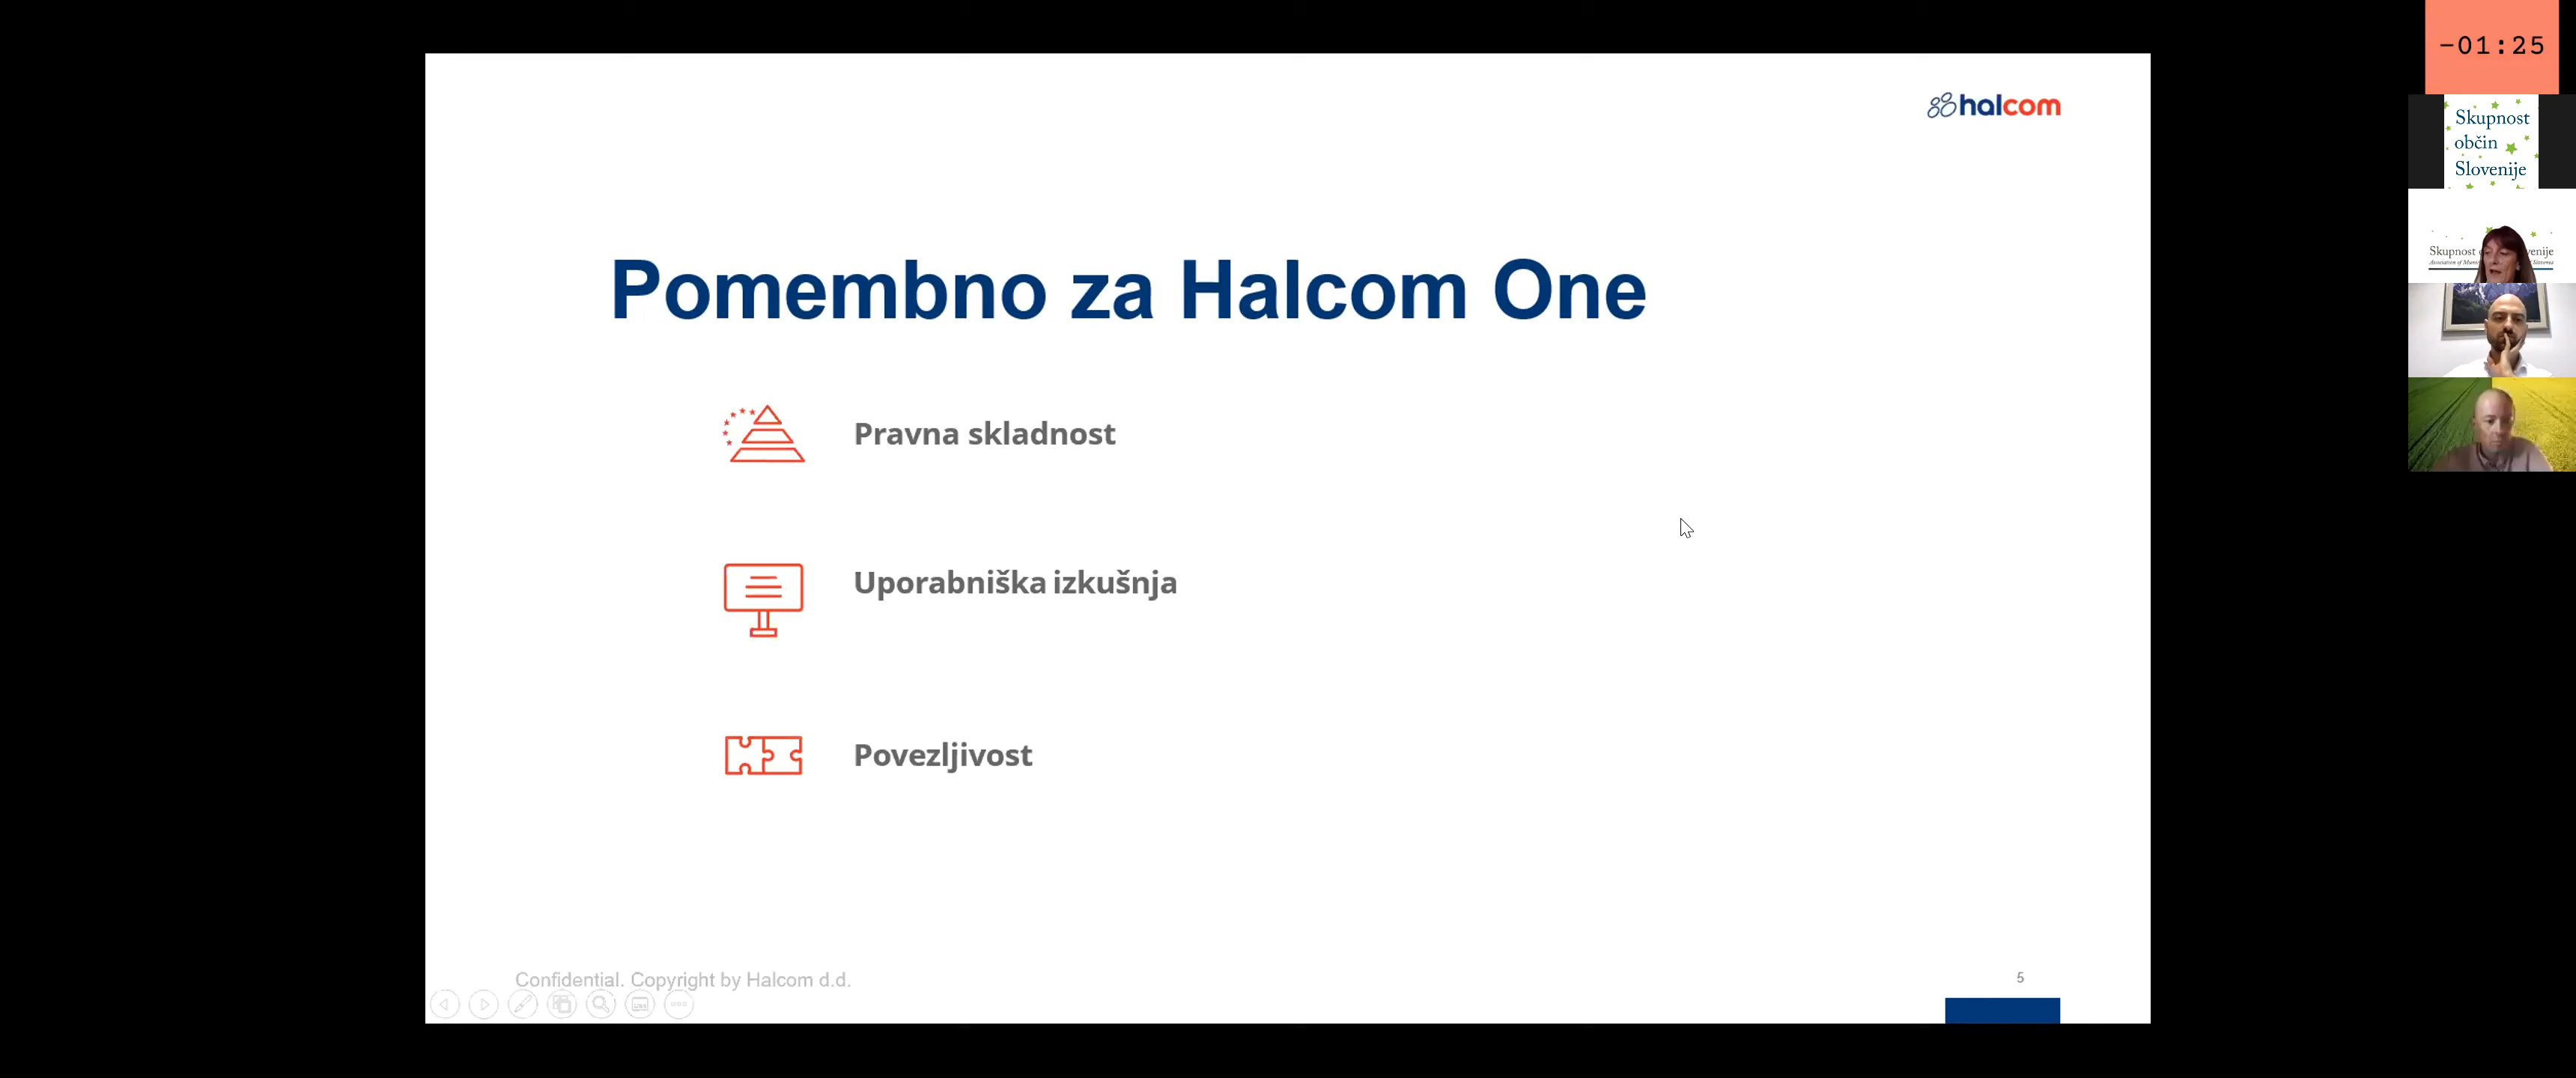 halcom
Pomembno za Halcom One
Pravna skladnost
Uporabniška izkušnja
Povezljivost
Confidential. Copyright by Halcom d.d.
5
-01:25
Skupnost
občin
Slovenije
Skupnost